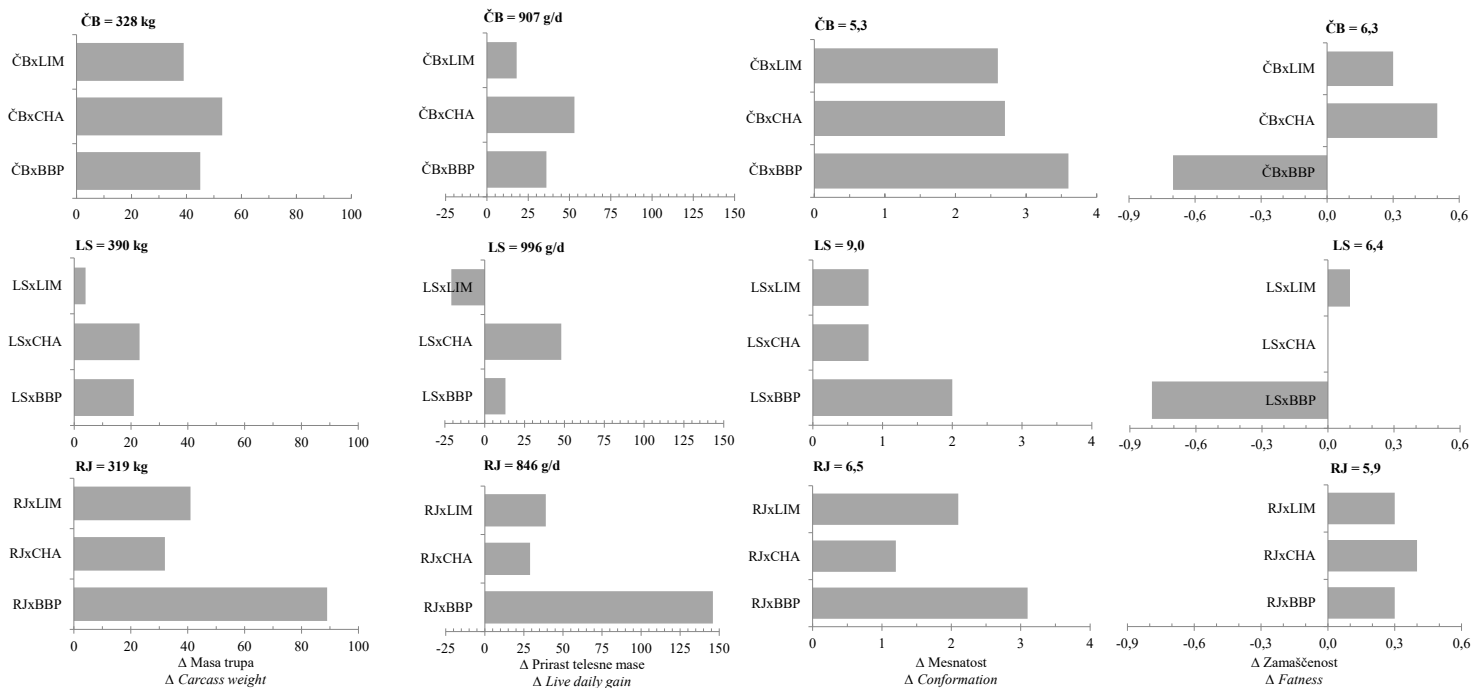 ČB = 328 kg
ČBxLIM
ČBxCHA
ČBxBBP
0 20 40 60 80 100
ČB = 907 g/d
ČBxLIM
ČBxCHA
ČBxBBP
-25 0 25 50 75 100 125 150
ČB = 5,3
ČBxLIM
ČBxCHA
ČBxBBP
0 1 2 3 4
ČB = 6,3
ČBxLIM
ČBxCHA
ČBxBBP
-0,9 -0,6 -0,3 0,0 0,3 0,6
LS = 390 kg
LSxLIM
LSxCHA
LSxBBP
0 20 40 60 80 100
LS = 996 g/d
LSxLIM
LSxCHA
LSxBBP
-25 0 25 50 75 100 125 150
LS = 9,0
LSxLIM
LSxCHA
LSxBBP
0 1 2 3 4
LS = 6,4
LSxLIM
LSxCHA
LSxBBP
-0,9 -0,6 -0,3 0,0 0,3 0,6
RJ = 319 kg
RJxLIM
RJxCHA
RJxBBP
0 20 40 60 80 100
Δ Masa trupa
Δ Carcass weight
RJ = 846 g/d
RJxLIM
RJxCHA
RJxBBP
-25 0 25 50 75 100 125 150
Δ Prirast telesne mase
Δ Live daily gain
RJ = 6,5
RJxLIM
RJxCHA
RJxBBP
0 1 2 3 4
Δ Mesnatost
Δ Conformation
RJ = 5,9
RJxLIM
RJxCHA
RJxBBP
-0,9 -0,6 -0,3 0,0 0,3 0,6
Δ Zamaščenost
Δ Fatness